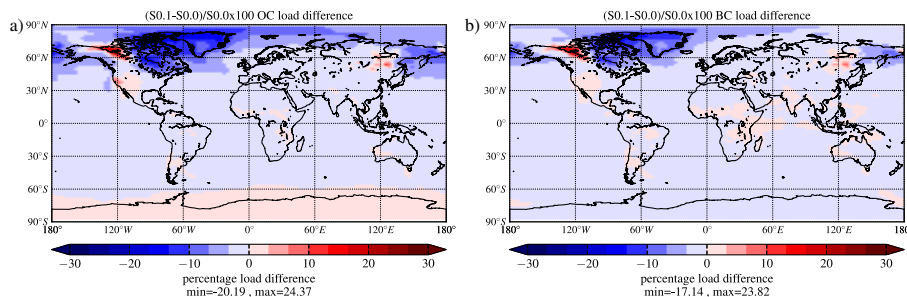 a) (S0.1-S0.0)/S0.0x100 OC load difference
90°N
60°N
30°N
0°
30°S
60°S
90°S
180° 120°W 60°W 0° 60°E 120°E 180°
−30 −20 −10 0 10 20 30
percentage load difference
min=-20.19 , max=24.37
b) (S0.1-S0.0)/S0.0x100 BC load difference
90°N
60°N
30°N
0°
30°S
60°S
90°S
180° 120°W 60°W 0° 60°E 120°E 180°
−30 −20 −10 0 10 20 30
percentage load difference
min=-17.14 , max=23.82